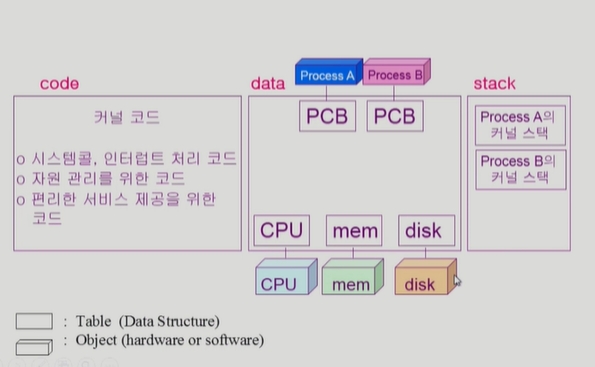 code
커널 코드
o 시스템콜, 인터럽트 처리 코드
o 자원 관리를 위한 코드
o 편리한 서비스 제공을 위한
코드
data
Process A
Process B
PCB
PCB
CPU
mem
disk
CPU
mem
disk
stack
Process A의
커널 스택
Process B의
커널 스택
: Table (Data Structure)
: Object (hardware or software)